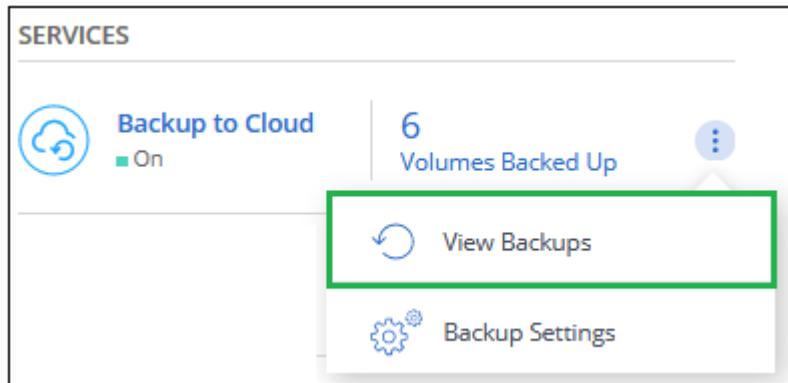 SERVICES
Backup to Cloud
On
6
Volumes Backed Up
View Backups
Backup Settings